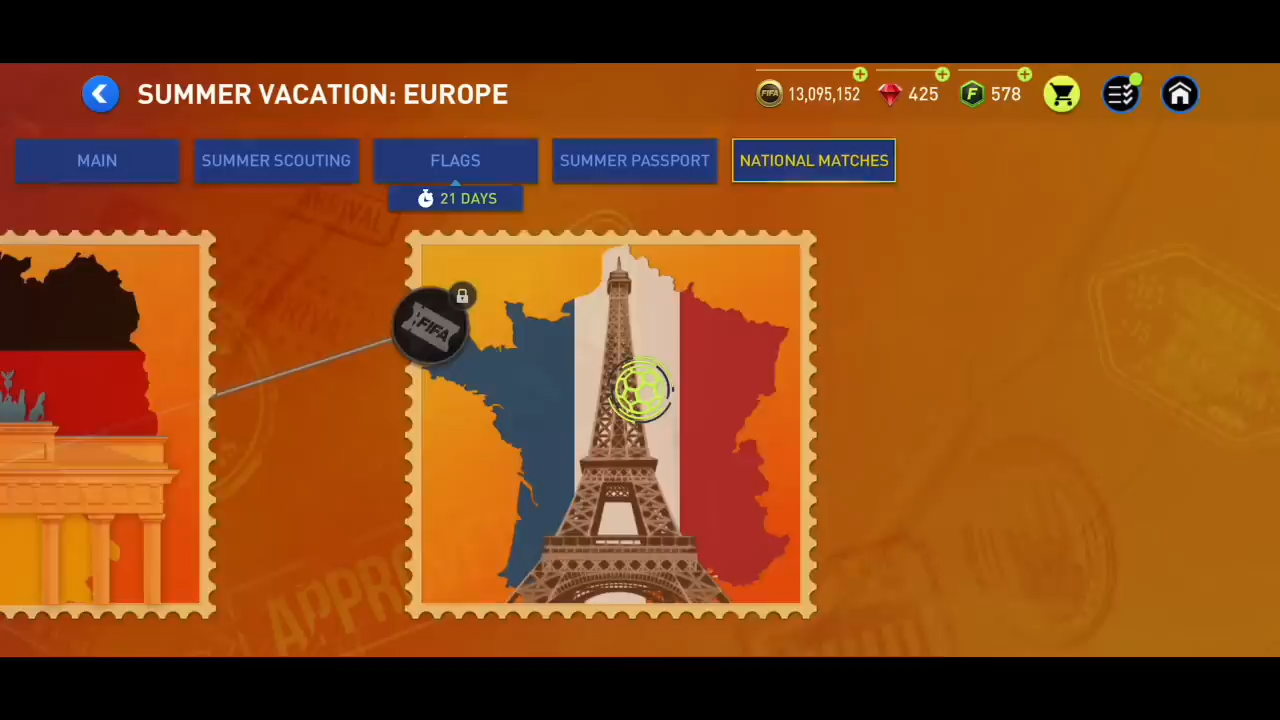 SUMMER VACATION: EUROPE
FIFA 13,095,152 425 F 578
MAIN SUMMER SCOUTING FLAGS SUMMER PASSPORT NATIONAL MATCHES
21 DAYS
FIFA